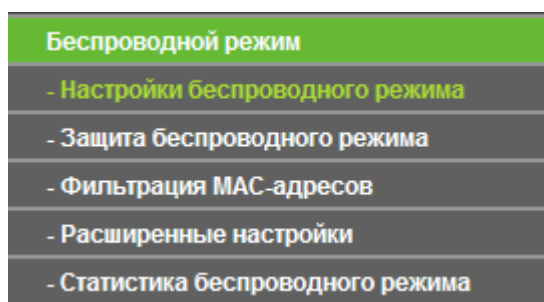 Беспроводной режим
- Настройки беспроводного режима
- Защита беспроводного режима
- Фильтрация MAC-адресов
- Расширенные настройки
- Статистика беспроводного режима